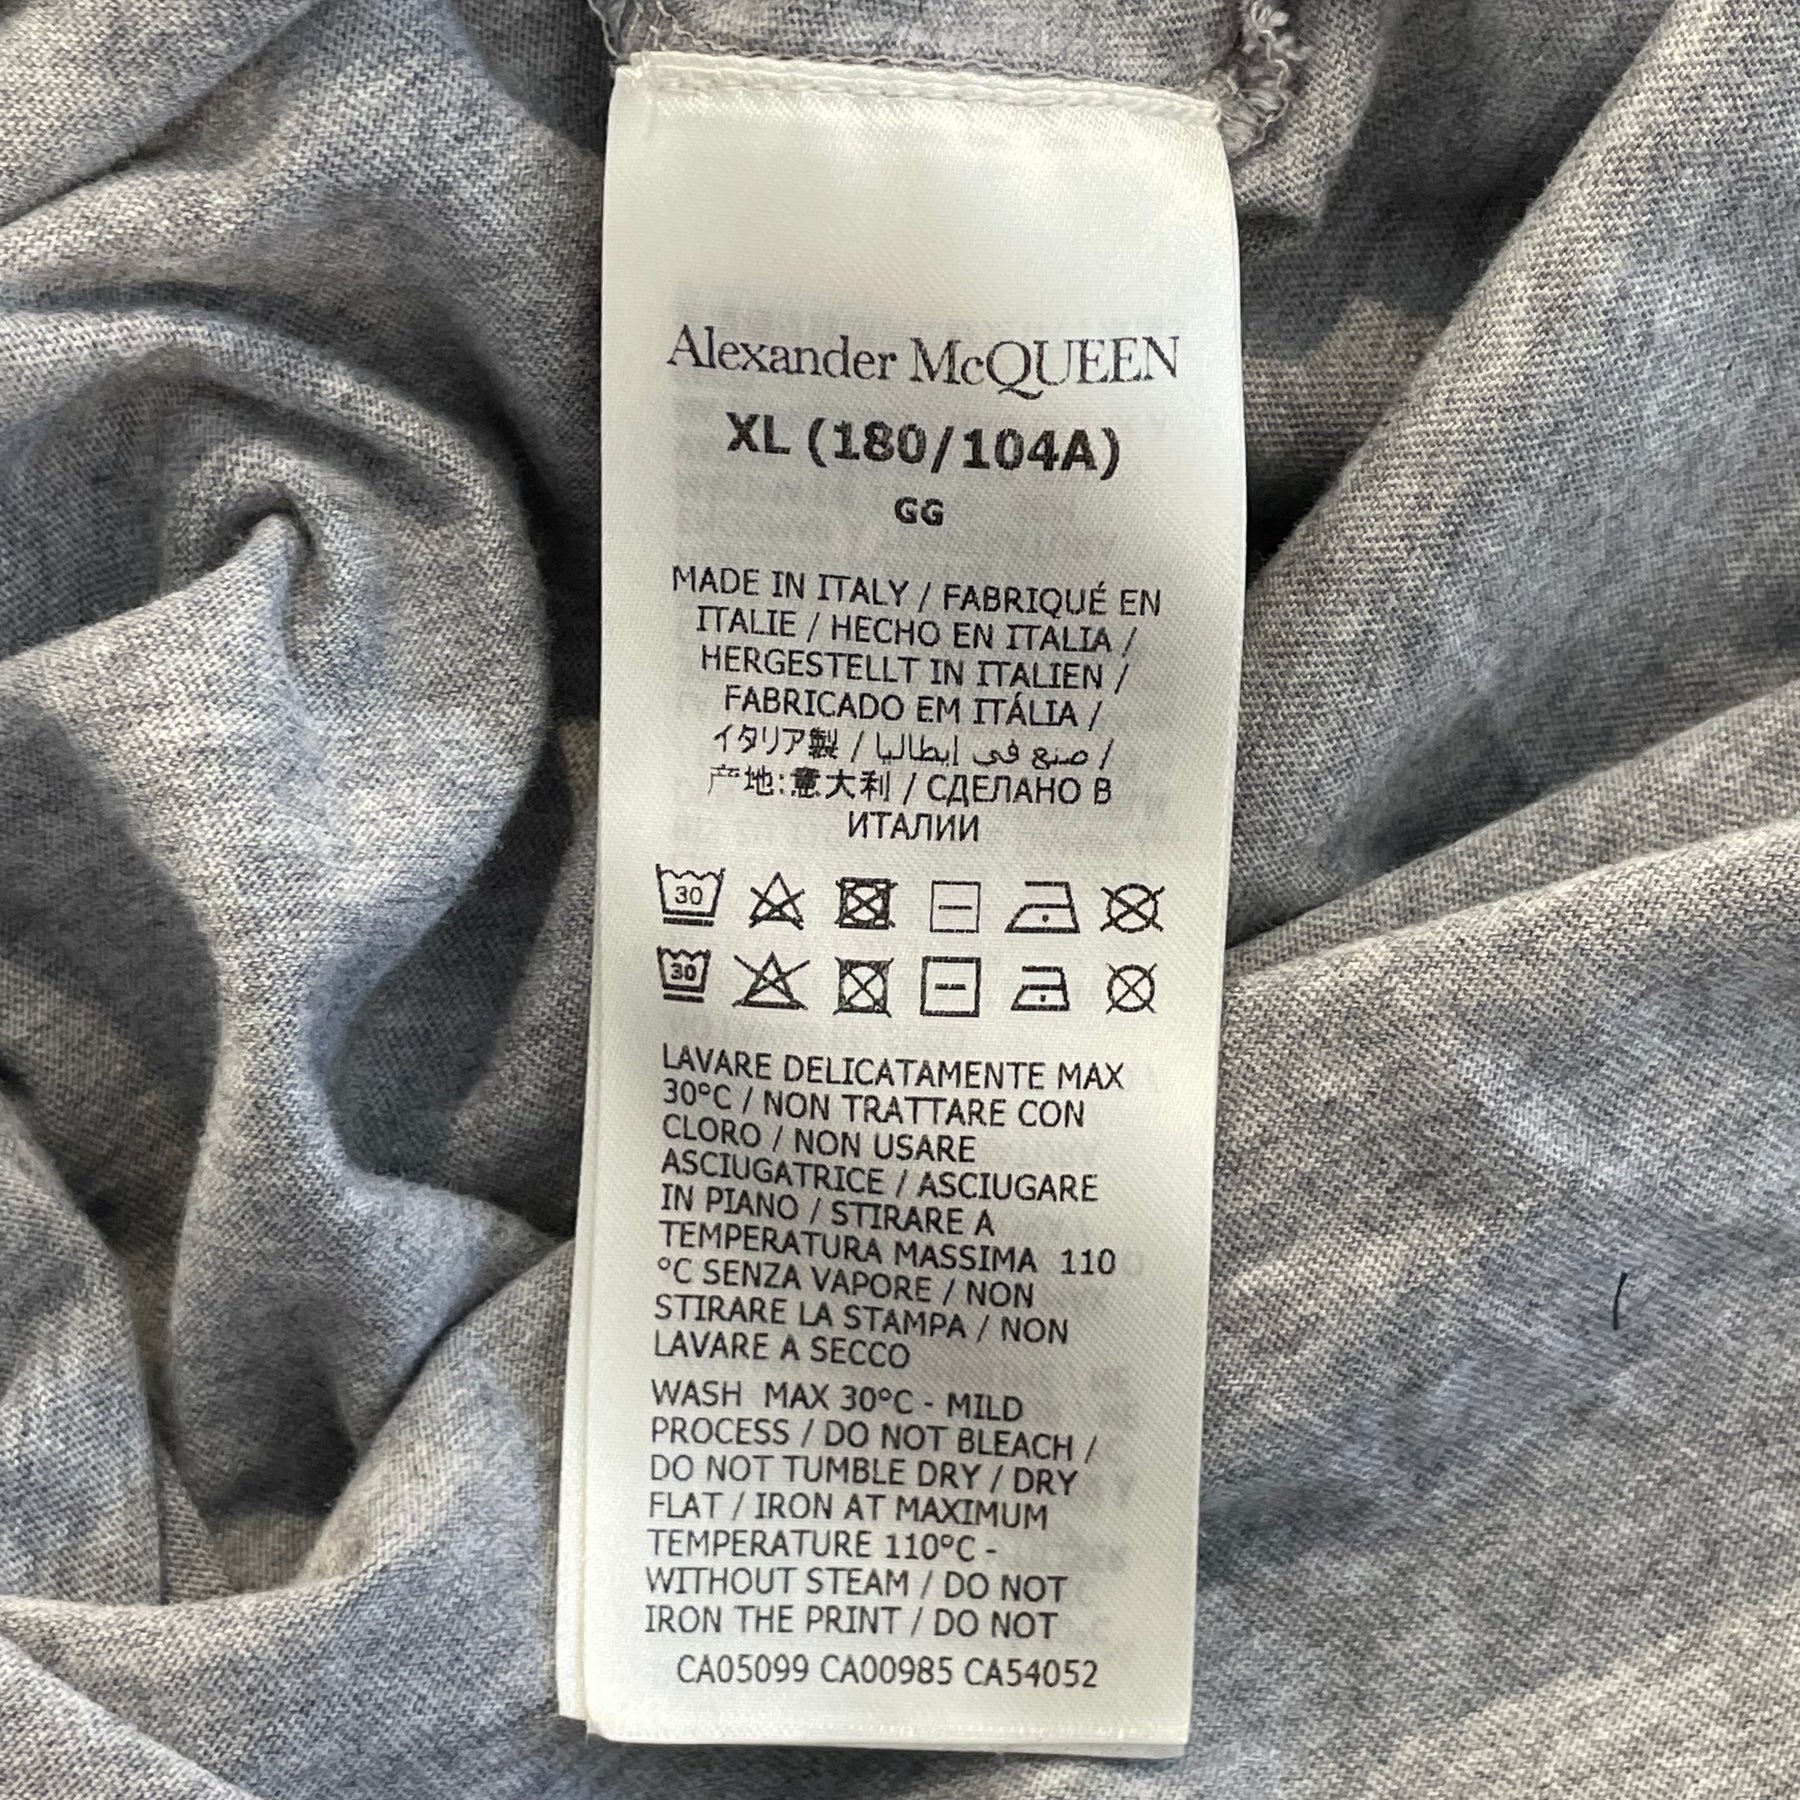 Alexander McQUEEN
XL (180/104A)
GG
MADE IN ITALY / FABRIQUÉ EN
ITALIE / HECHO EN ITALIA /
HERGESTELLT IN ITALIEN /
FABRICADO EM ITÁLIA /
イタリア製 / صنع في إيطاليا /
产地:意大利 / СДЕЛАНО В
ИТАЛИИ
30
30
LAVARE DELICATAMENTE MAX
30°C / NON TRATTARE CON
CLORO / NON USARE
ASCIUGATRICE / ASCIUGARE
IN PIANO / STIRARE A
TEMPERATURA MASSIMA 110
°C SENZA VAPORE / NON
STIRARE LA STAMPA / NON
LAVARE A SECCO
WASH MAX 30°C - MILD
PROCESS / DO NOT BLEACH /
DO NOT TUMBLE DRY / DRY
FLAT / IRON AT MAXIMUM
TEMPERATURE 110°C -
WITHOUT STEAM / DO NOT
IRON THE PRINT / DO NOT
CA05099 CA00985 CA54052